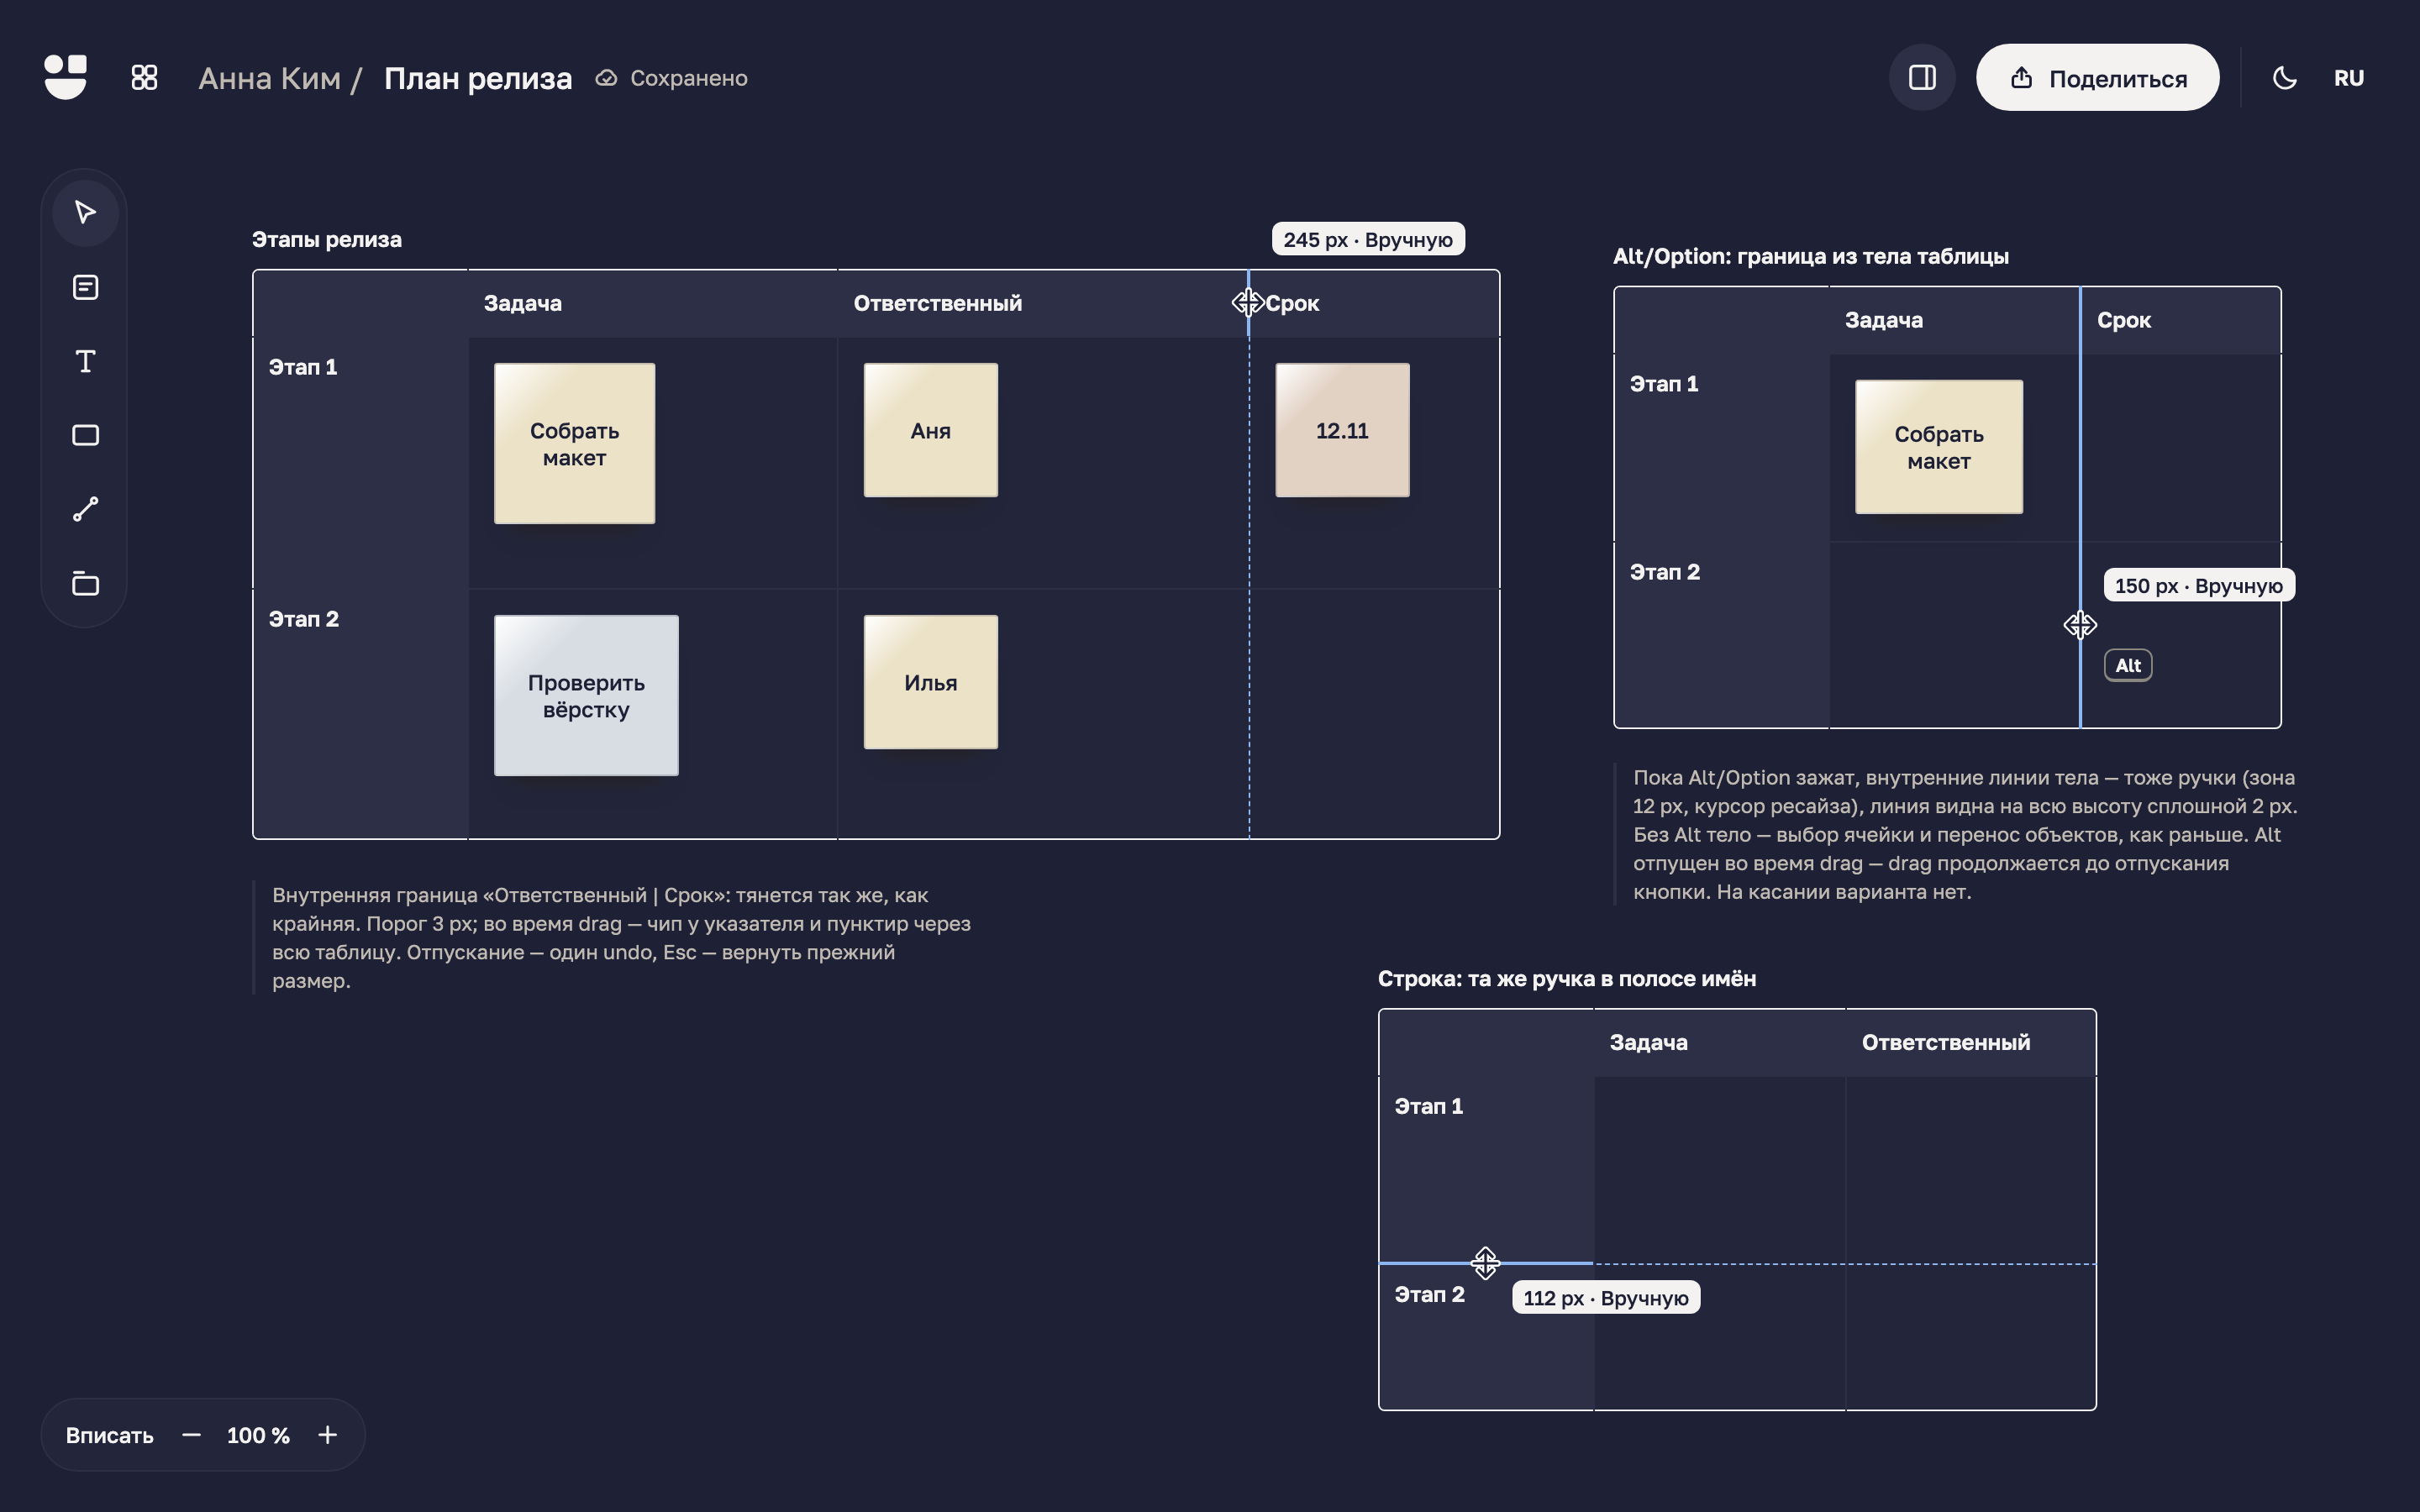 Анна Ким / План релиза Сохранено
Поделиться
RU
Этапы релиза
245 px · Вручную
Задача Ответственный Срок
Этап 1
Собрать
макет
Аня
12.11
Этап 2
Проверить
вёрстку
Илья
Внутренняя граница «Ответственный | Срок»: тянется так же, как
крайняя. Порог 3 px; во время drag — чип у указателя и пунктир через
всю таблицу. Отпускание — один undo, Esc — вернуть прежний
размер.
Alt/Option: граница из тела таблицы
Задача Срок
Этап 1
Собрать
макет
Этап 2
150 px · Вручную
Alt
Пока Alt/Option зажат, внутренние линии тела — тоже ручки (зона
12 px, курсор ресайза), линия видна на всю высоту сплошной 2 px.
Без Alt тело — выбор ячейки и перенос объектов, как раньше. Alt
отпущен во время drag — drag продолжается до отпускания
кнопки. На касании варианта нет.
Строка: та же ручка в полосе имён
Задача Ответственный
Этап 1
Этап 2
112 px · Вручную
Вписать — 100 % +